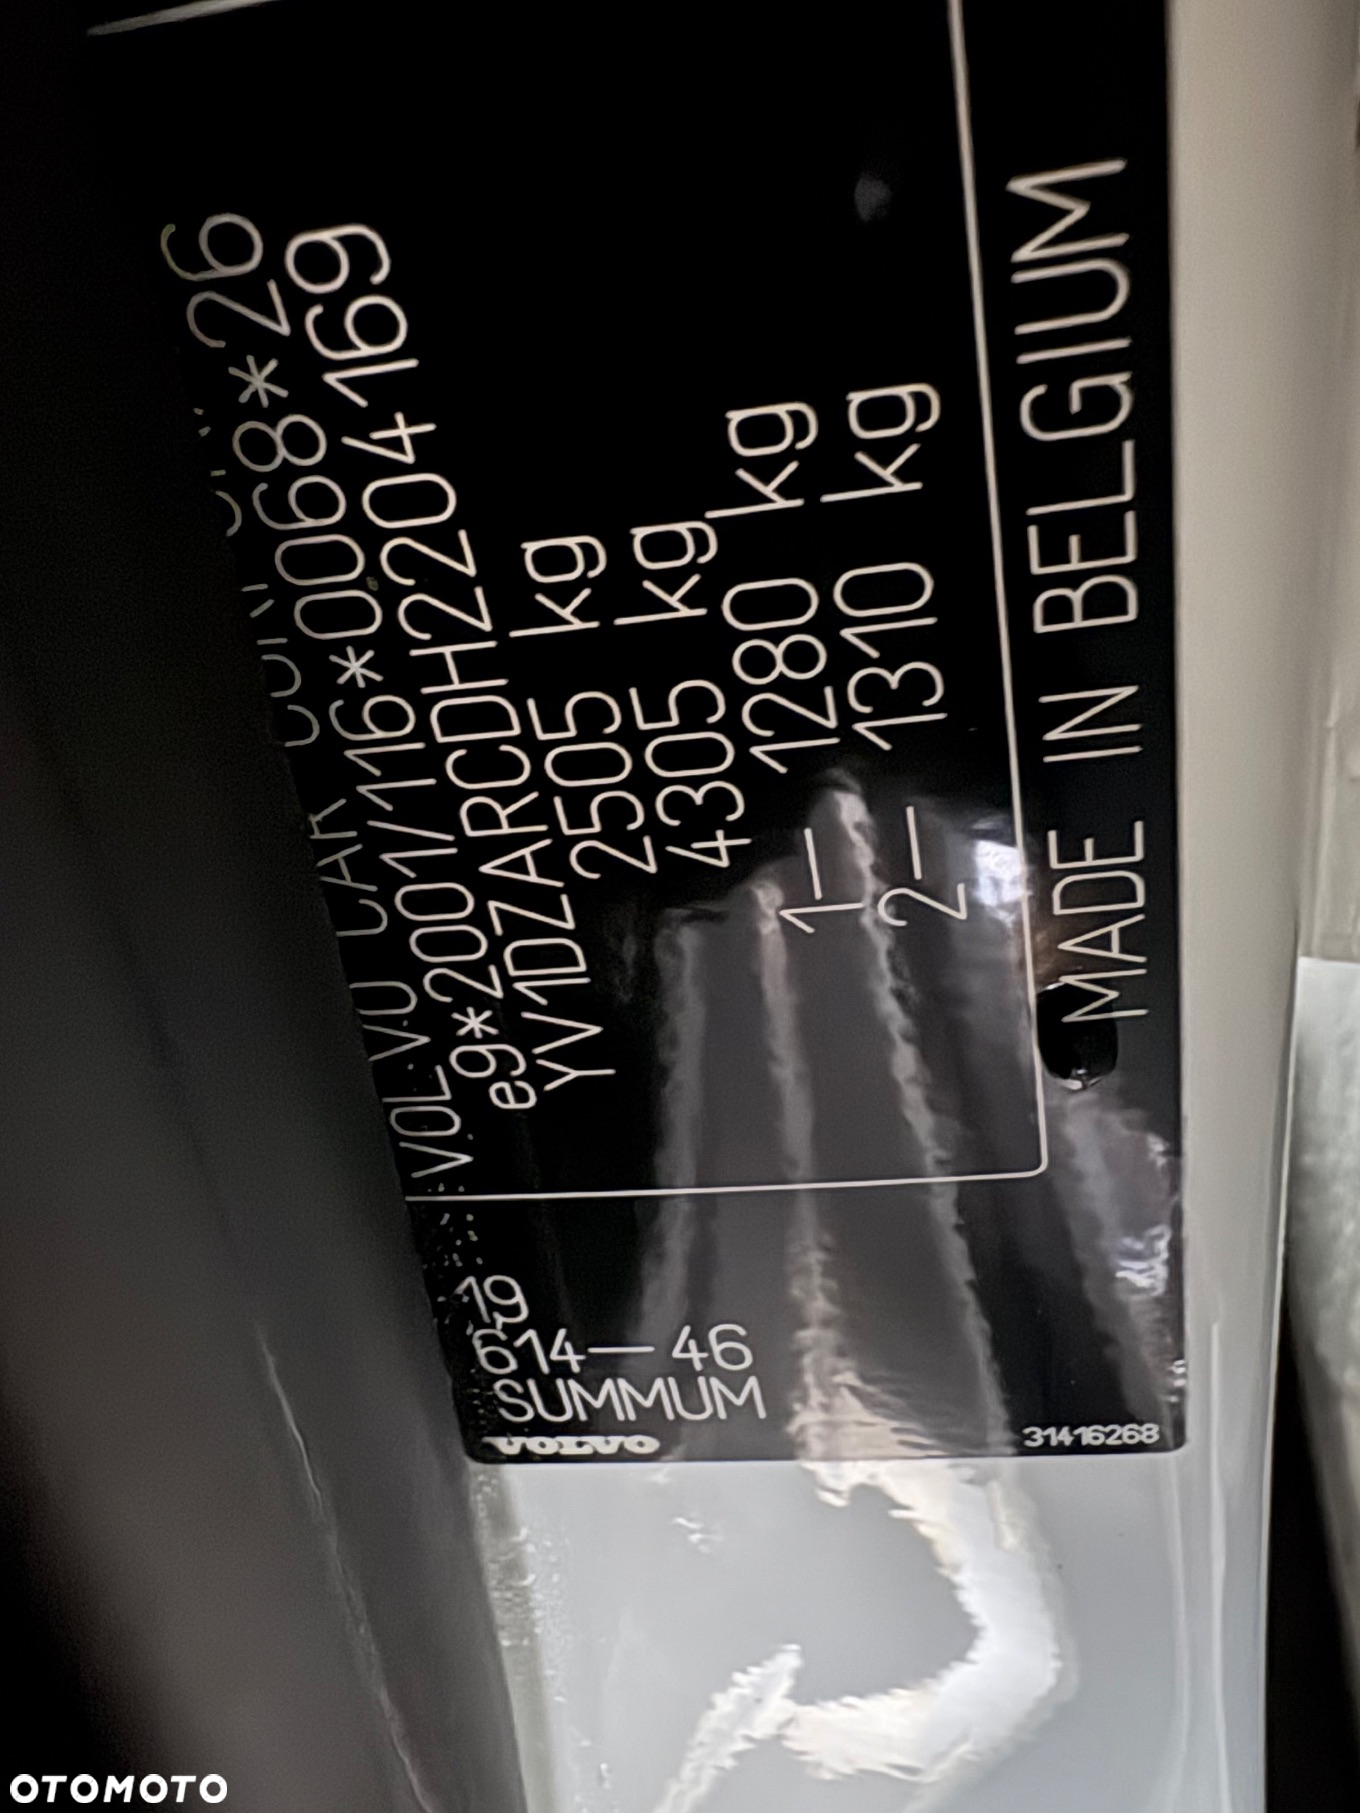 VOLVO CAR
e9*2001/116*0068*26
YV1DZARCDH2204169
2505 kg
4305 kg
1- 1280 kg
2- 1310 kg
MADE IN BELGIUM
19
614-46
SUMMUM
VOLVO
31416268
OTOMOTO